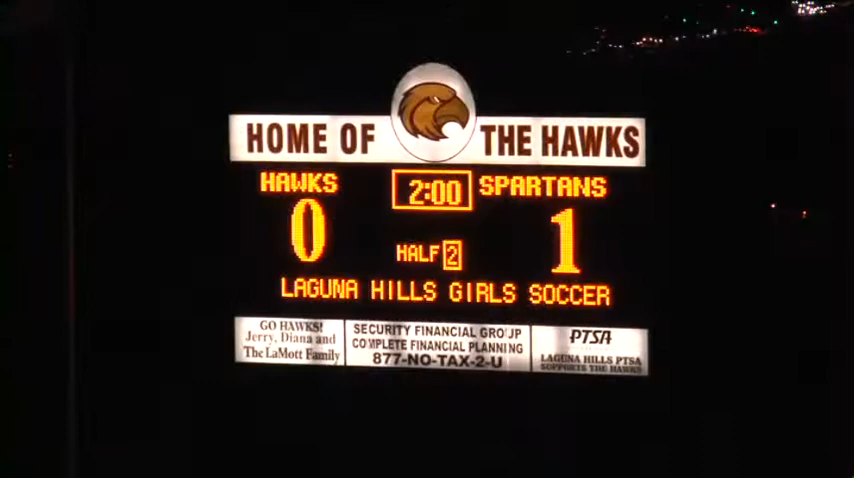 HOME OF THE HAWKS
HAWKS 2:00 SPARTANS
0 1
HALF 2
LAGUNA HILLS GIRLS SOCCER
GO HAWKS!
Jerry, Diana and
The LaMott Family
SECURITY FINANCIAL GROUP
COMPLETE FINANCIAL PLANNING
877-NO-TAX-2-U
PTSA
LAGUNA HILLS PTSA
SUPPORTS THE HAWKS